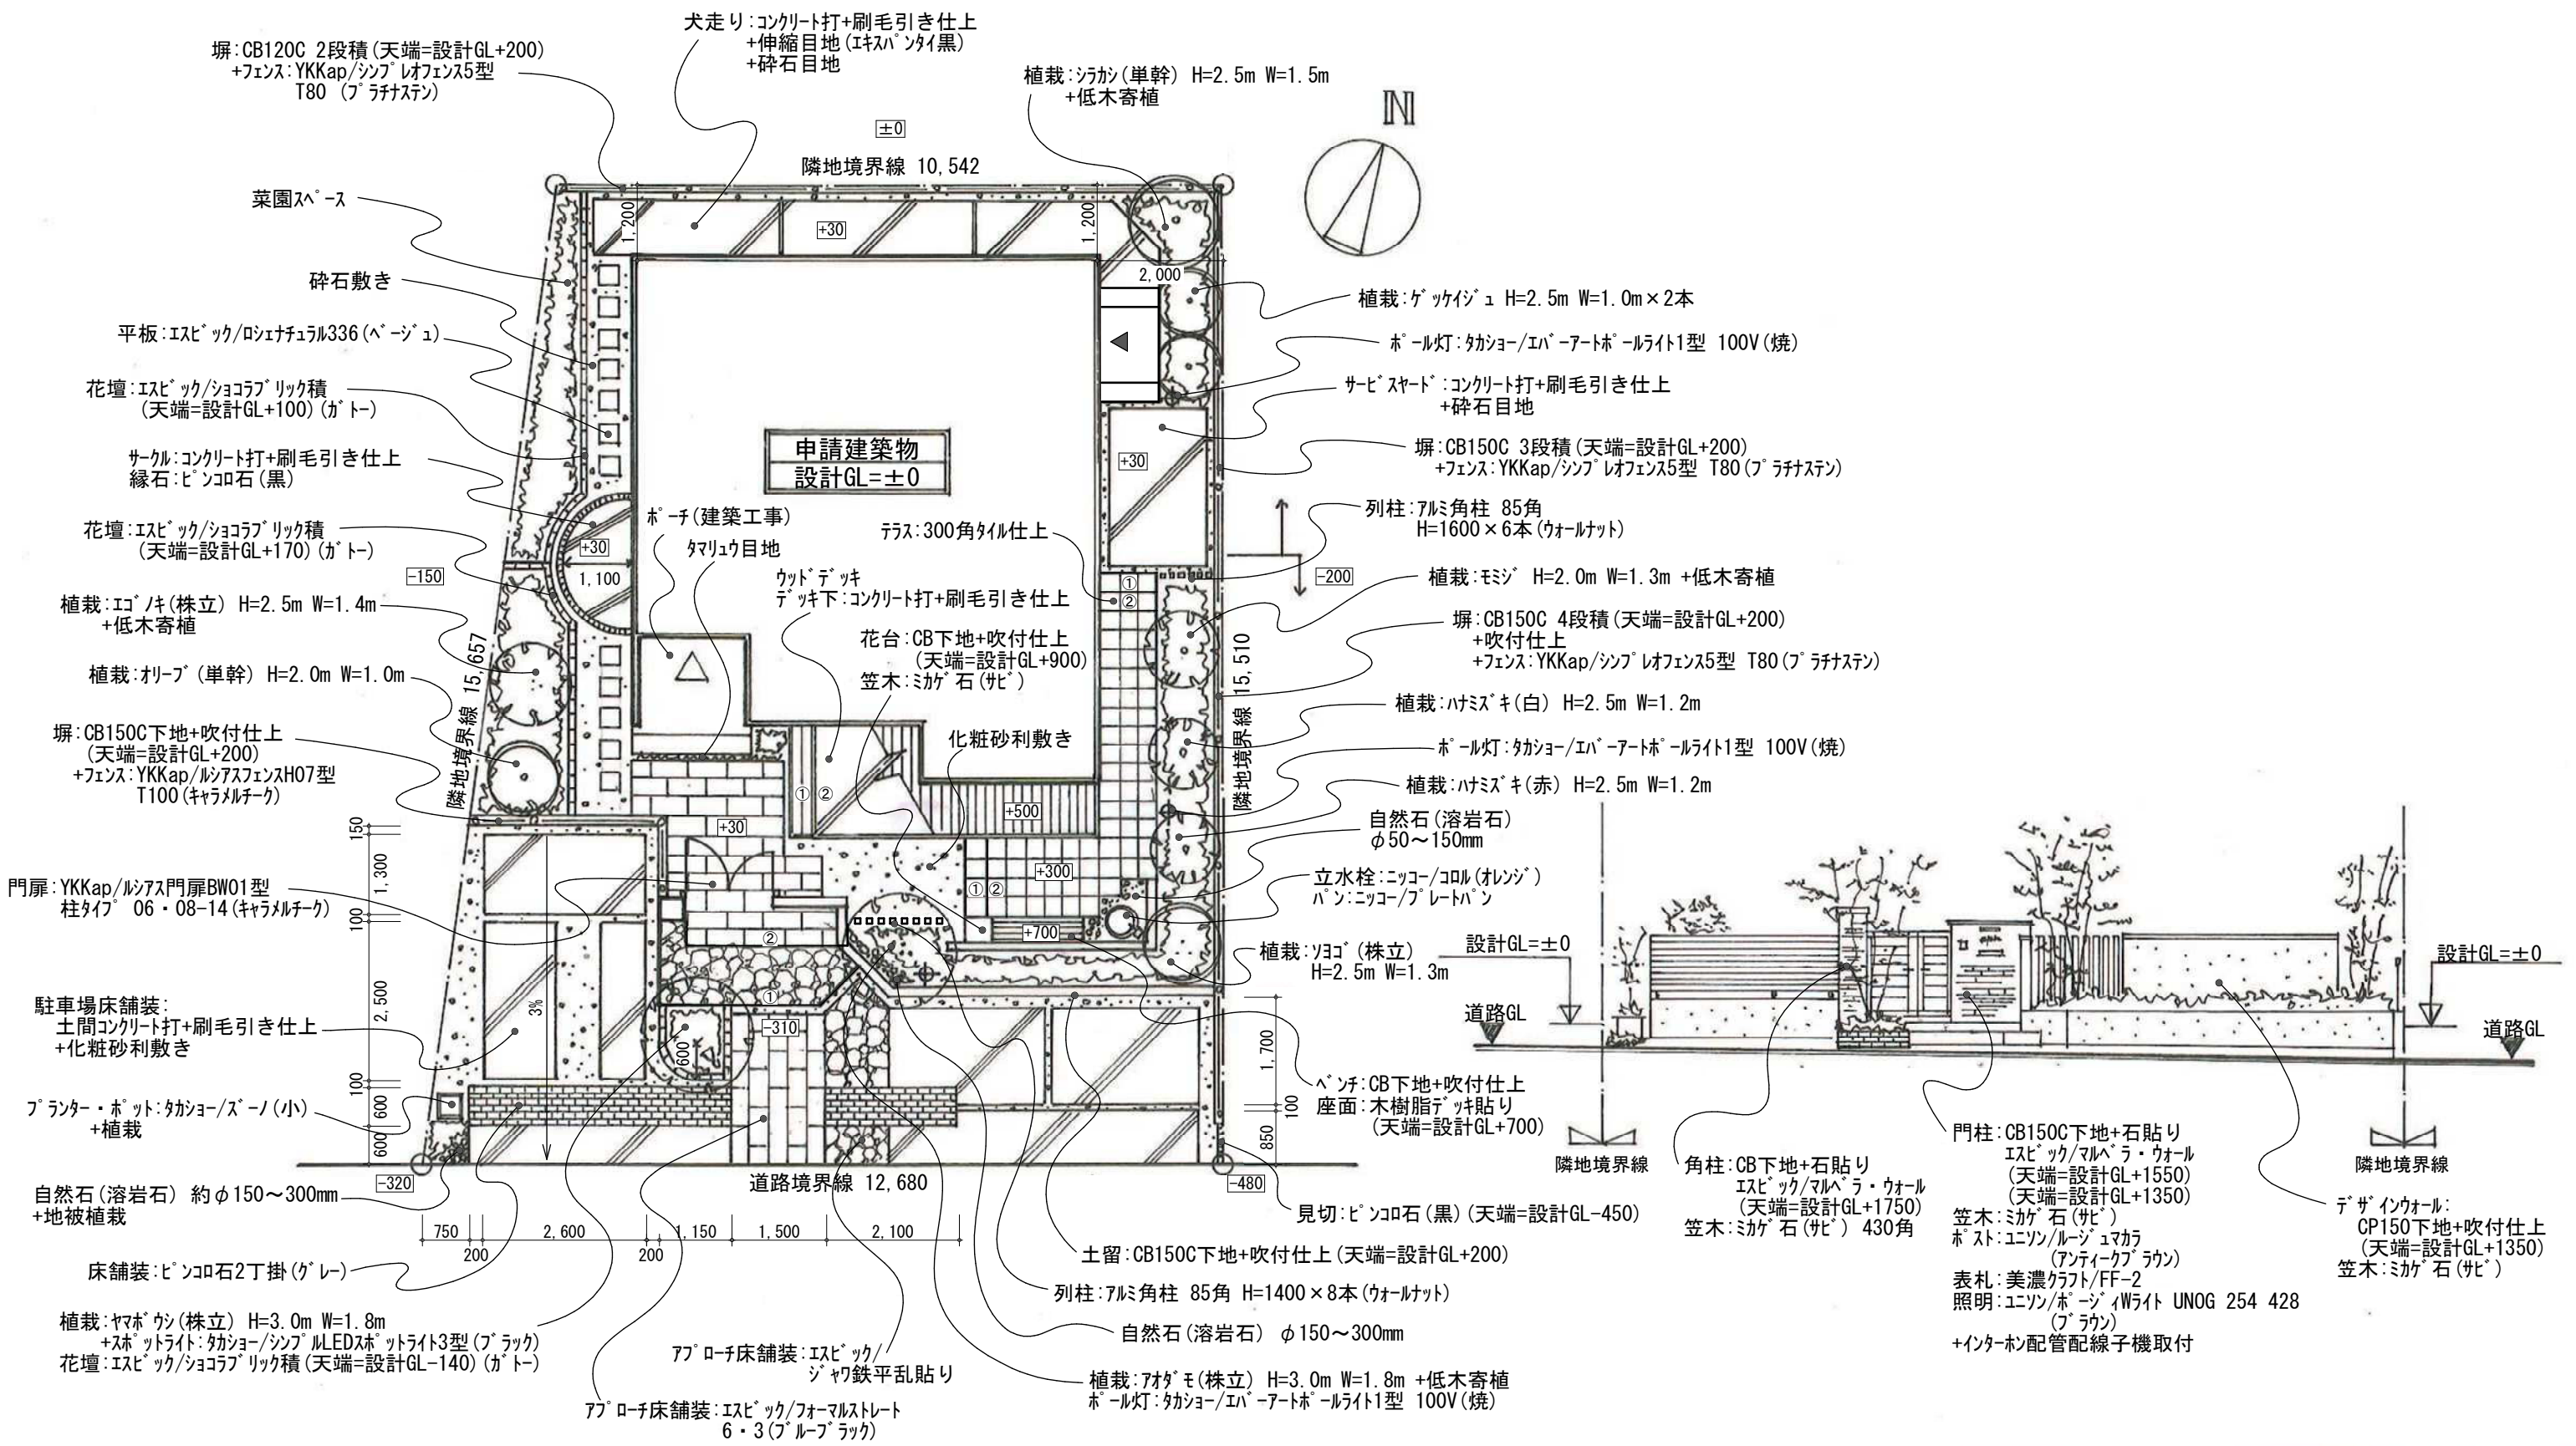 犬走り:コンクリート打+刷毛引き仕上
+伸縮目地(エキスパンタイ黒)
+砕石目地
塀:CB120C 2段積(天端=設計GL+200)
+フェンス:YKKap/シンプレオフェンス5型
T80 (プラチナステン)
植栽:シラカシ(単幹) H=2.5m W=1.5m
+低木寄植
N
±0
隣地境界線 10,542
菜園スペース
1,200
+30
1,200
2,000
砕石敷き
平板:エスビック/ロシェナチュラル336(ベージュ)
花壇:エスビック/ショコラブリック積
(天端=設計GL+100)(ガトー)
サークル:コンクリート打+刷毛引き仕上
縁石:ピンコロ石(黒)
花壇:エスビック/ショコラブリック積
(天端=設計GL+170)(ガトー)
-150
植栽:エゴノキ(株立) H=2.5m W=1.4m
+低木寄植
植栽:オリーブ(単幹) H=2.0m W=1.0m
塀:CB150C下地+吹付仕上
(天端=設計GL+200)
+フェンス:YKKap/ルシアスフェンスH07型
T100(キャラメルチーク)
隣地境界線 15,657
申請建築物
設計GL=±0
+30
1,100
ポーチ(建築工事)
タマリュウ目地
ウッドデッキ
デッキ下:コンクリート打+刷毛引き仕上
テラス:300角タイル仕上
花台:CB下地+吹付仕上
(天端=設計GL+900)
笠木:ミカゲ石(サビ)
化粧砂利敷き
① ②
+500
+30
+300
① ②
+700
+30
①
②
植栽:ゲッケイジュ H=2.5m W=1.0m×2本
ポール灯:タカショー/エバーアートポールライト1型 100V(焼)
サービスヤード:コンクリート打+刷毛引き仕上
+砕石目地
塀:CB150C 3段積(天端=設計GL+200)
+フェンス:YKKap/シンプレオフェンス5型 T80(プラチナステン)
列柱:アルミ角柱 85角
H=1600×6本(ウォールナット)
-200
植栽:モミジ H=2.0m W=1.3m +低木寄植
塀:CB150C 4段積(天端=設計GL+200)
+吹付仕上
+フェンス:YKKap/シンプレオフェンス5型 T80(プラチナステン)
隣地境界線 15,510
植栽:ハナミズキ(白) H=2.5m W=1.2m
ポール灯:タカショー/エバーアートポールライト1型 100V(焼)
植栽:ハナミズキ(赤) H=2.5m W=1.2m
自然石(溶岩石)
φ50〜150mm
立水栓:ニッコー/コロル(オレンジ)
パン:ニッコー/プレートパン
植栽:ソヨゴ(株立)
H=2.5m W=1.3m
150
1,300
100
2,500
100
600
600
門扉:YKKap/ルシアス門扉BW01型
柱タイプ 06・08-14(キャラメルチーク)
駐車場床舗装:
土間コンクリート打+刷毛引き仕上
+化粧砂利敷き
プランター・ポット:タカショー/ズーノ(小)
+植栽
3%
②
①
-310
600
1,700
100
850
ベンチ:CB下地+吹付仕上
座面:木樹脂デッキ貼り
(天端=設計GL+700)
-320
道路境界線 12,680
-480
自然石(溶岩石) 約φ150〜300mm
+地被植栽
750
200
2,600
200
1,150
1,500
2,100
見切:ピンコロ石(黒)(天端=設計GL-450)
土留:CB150C下地+吹付仕上(天端=設計GL+200)
床舗装:ピンコロ石2丁掛(グレー)
列柱:アルミ角柱 85角 H=1400×8本(ウォールナット)
植栽:ヤマボウシ(株立) H=3.0m W=1.8m
+スポットライト:タカショー/シンプルLEDスポットライト3型(ブラック)
花壇:エスビック/ショコラブリック積(天端=設計GL-140)(ガトー)
自然石(溶岩石) φ150〜300mm
アプローチ床舗装:エスビック/
ジャワ鉄平乱貼り
植栽:アオダモ(株立) H=3.0m W=1.8m +低木寄植
ポール灯:タカショー/エバーアートポールライト1型 100V(焼)
アプローチ床舗装:エスビック/フォーマルストレート
6・3(ブルーブラック)
設計GL=±0
道路GL
設計GL=±0
道路GL
隣地境界線
隣地境界線
角柱:CB下地+石貼り
エスビック/マルベラ・ウォール
(天端=設計GL+1750)
笠木:ミカゲ石(サビ) 430角
門柱:CB150C下地+石貼り
エスビック/マルベラ・ウォール
(天端=設計GL+1550)
(天端=設計GL+1350)
笠木:ミカゲ石(サビ)
ポスト:ユニソン/ルージュマカラ
(アンティークブラウン)
表札:美濃クラフト/FF-2
照明:ユニソン/ポージィWライト UNOG 254 428
(ブラウン)
+インターホン配管配線子機取付
デザインウォール:
CP150下地+吹付仕上
(天端=設計GL+1350)
笠木:ミカゲ石(サビ)